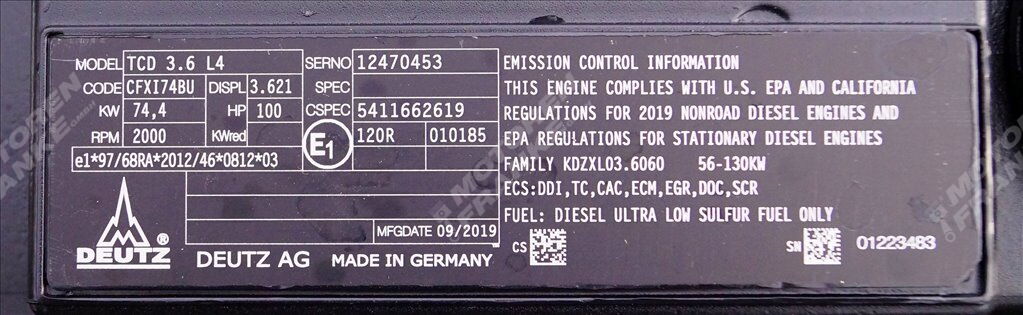 MODEL TCD 3.6 L4 SERNO 12470453
CODE CFXI74BU DISPL 3.621 SPEC
KW 74,4 HP 100 CSPEC 5411662619
RPM 2000 KWred E1 120R 010185
e1*97/68RA*2012/46*0812*03
MFGDATE 09/2019
DEUTZ ®
DEUTZ AG MADE IN GERMANY
EMISSION CONTROL INFORMATION
THIS ENGINE COMPLIES WITH U.S. EPA AND CALIFORNIA
REGULATIONS FOR 2019 NONROAD DIESEL ENGINES AND
EPA REGULATIONS FOR STATIONARY DIESEL ENGINES
FAMILY KDZXL03.6060 56-130KW
ECS:DDI,TC,CAC,ECM,EGR,DOC,SCR
FUEL: DIESEL ULTRA LOW SULFUR FUEL ONLY
CS SN 01223483
MOTOREN
FRANKE